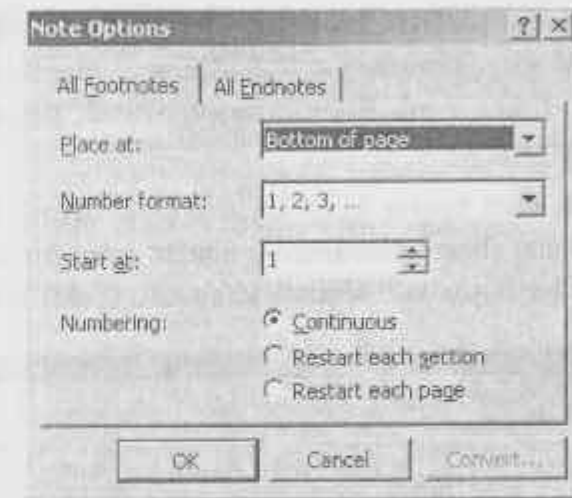 Note Options ? ×
All Footnotes All Endnotes
Place at: Bottom of page
Number format: 1, 2, 3, ...
Start at: 1
Numbering: Continuous
Restart each section
Restart each page
OK Cancel Convert...